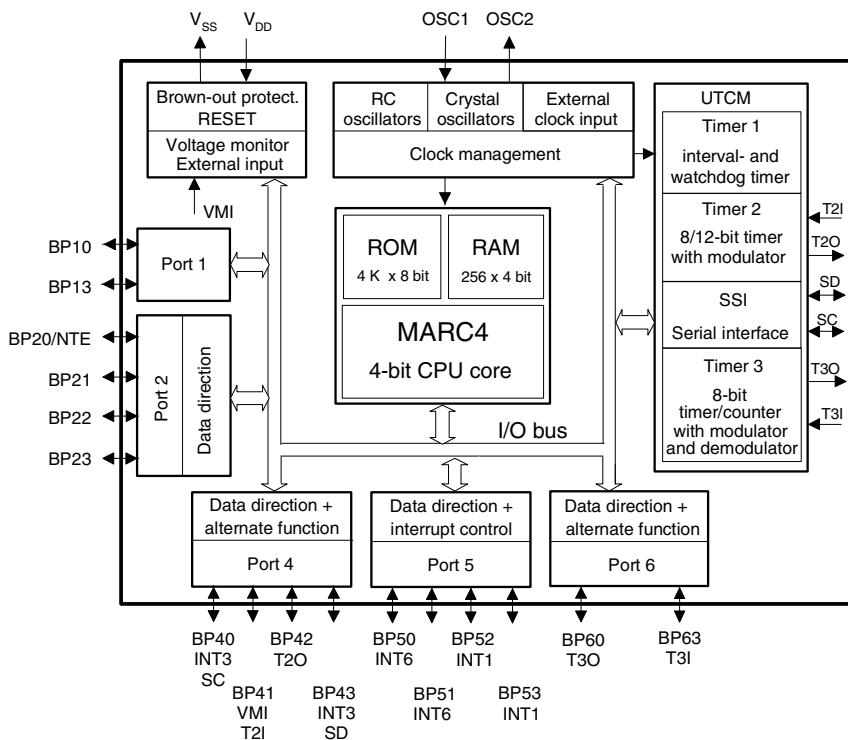 VSS
VDD
OSC1
OSC2
Brown-out protect.
RESET
Voltage monitor
External input
VMI
RC
oscillators
Crystal
oscillators
External
clock input
Clock management
UTCM
Timer 1
interval- and
watchdog timer
Timer 2
8/12-bit timer
with modulator
SSI
Serial interface
Timer 3
8-bit
timer/counter
with modulator
and demodulator
T2I
T2O
SD
SC
T3O
T3I
ROM
4 K x 8 bit
RAM
256 x 4 bit
MARC4
4-bit CPU core
I/O bus
BP10
BP13
Port 1
BP20/NTE
BP21
BP22
BP23
Port 2
Data direction
Data direction +
alternate function
Port 4
Data direction +
interrupt control
Port 5
Data direction +
alternate function
Port 6
BP40
INT3
SC
BP41
VMI
T2I
BP42
T2O
BP43
INT3
SD
BP50
INT6
BP51
INT6
BP52
INT1
BP53
INT1
BP60
T3O
BP63
T3I